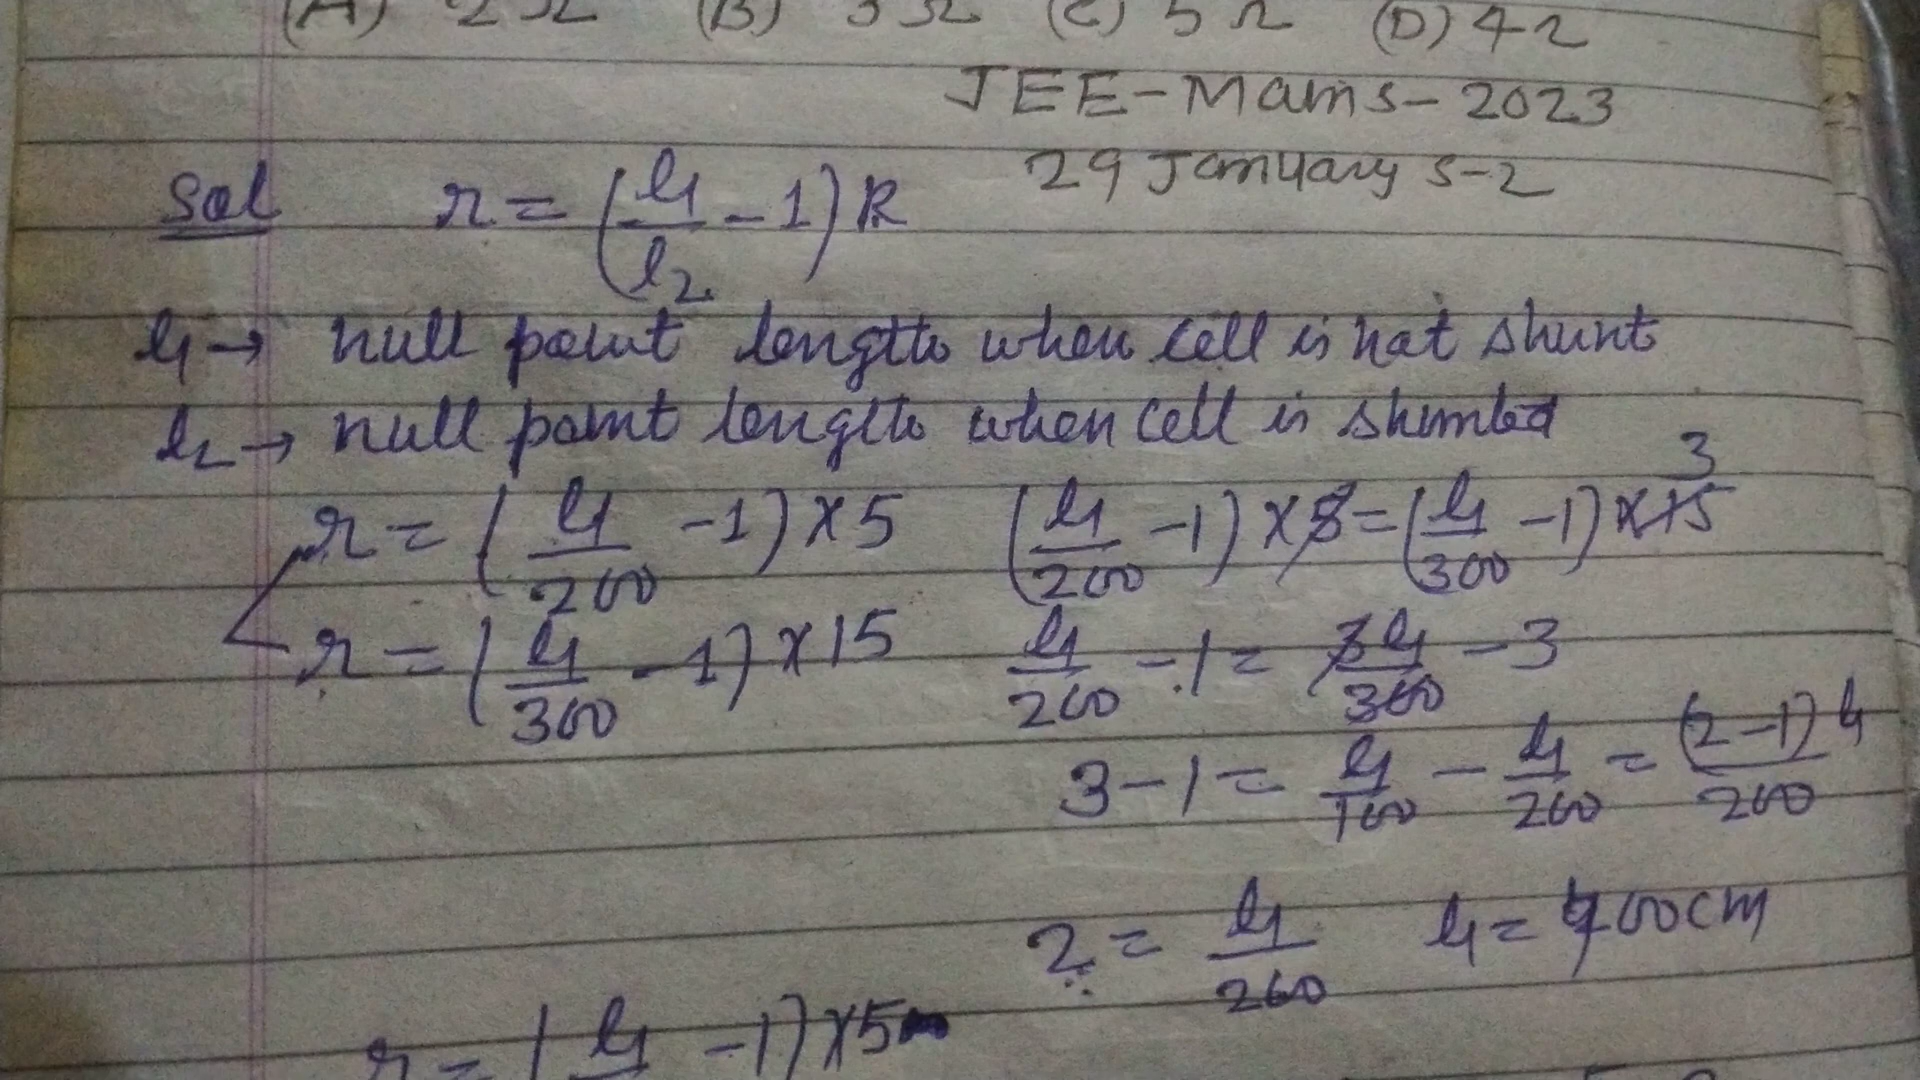 (A) 2Ω (B) 3Ω (C) 5Ω (D) 4Ω
JEE-Mains-2023
29 January S-2
Sol r = (l₁/l₂ - 1) R
l₁ → null point length when cell is not shunt
l₂ → null point length when cell is shunted
r = (l₁/200 - 1) × 5 (l₁/200 - 1) × 5 = (l₁/300 - 1) × 15 3
r = (l₁/300 - 1) × 15 l₁/200 - 1 = 3l₁/300 - 3
3 - 1 = l₁/100 - l₁/200 = (2-1) l₁/200
2 = l₁/200 l₁ = 400 cm
r = (l₁ - 1) × 5